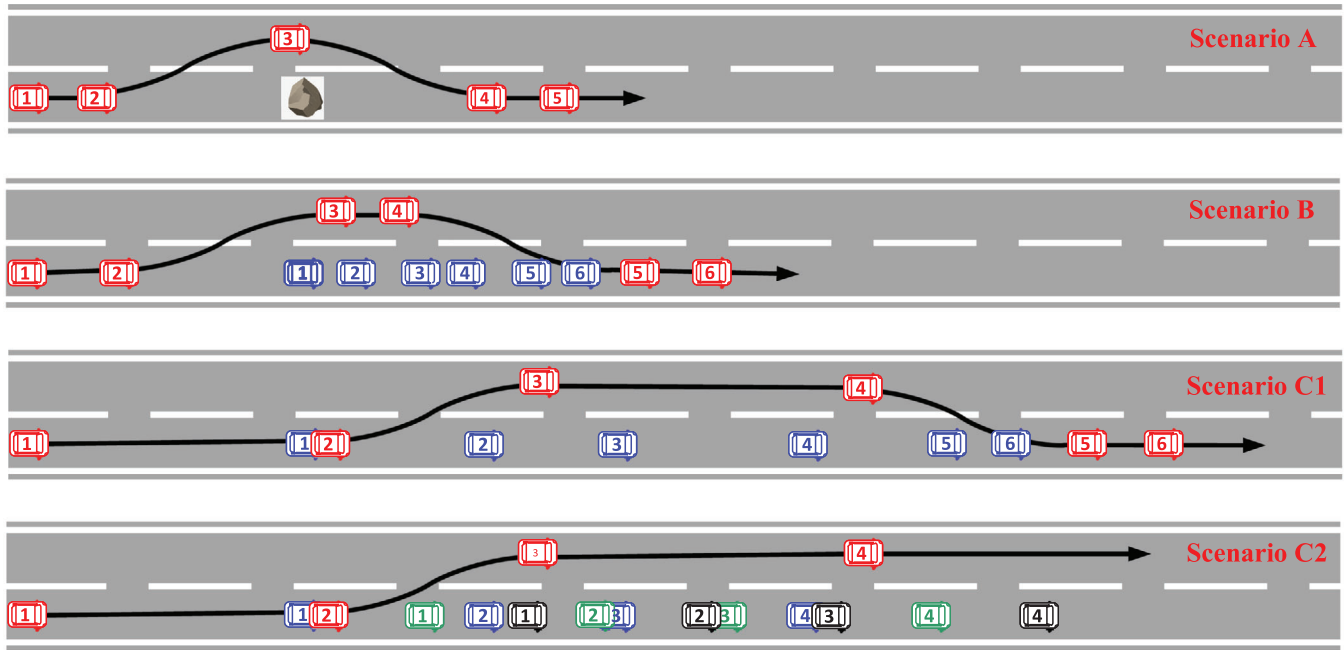 Scenario A
3
1 2 4 5
Scenario B
3 4
1 2 1 2 3 4 5 6 5 6
Scenario C1
3 4
1 1 2 2 3 4 5 6 5 6
Scenario C2
3 4
1 1 2 1 2 1 2 3 2 3 4 3 4 4